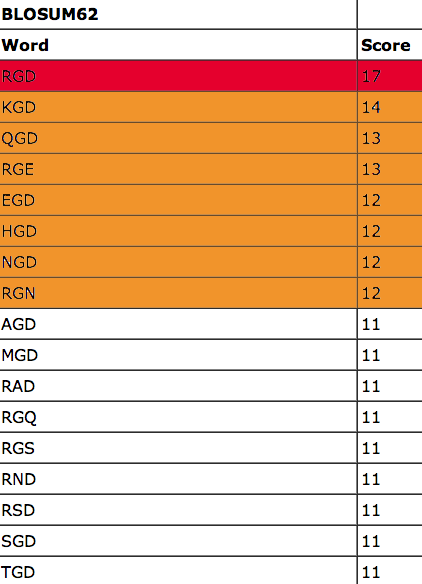 BLOSUM62
Word Score
RGD 17
KGD 14
QGD 13
RGE 13
EGD 12
HGD 12
NGD 12
RGN 12
AGD 11
MGD 11
RAD 11
RGQ 11
RGS 11
RND 11
RSD 11
SGD 11
TGD 11